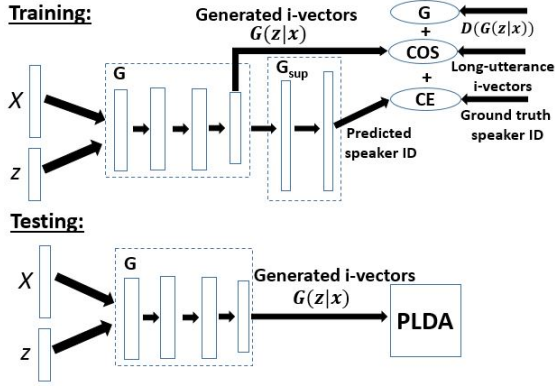 Training:
Generated i-vectors
G(z|x)
G
D(G(z|x))
+
COS
Long-utterance
i-vectors
+
CE
Ground truth
speaker ID
G
G_sup
X
z
Predicted
speaker ID
Testing:
X
z
G
Generated i-vectors
G(z|x)
PLDA